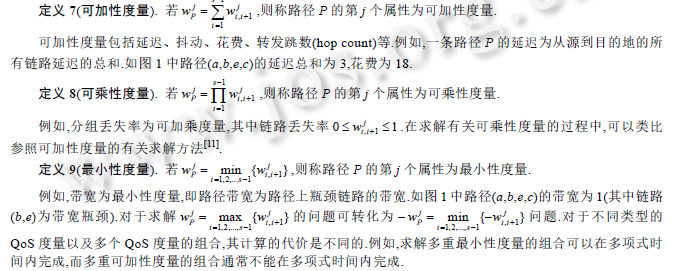 定义 7(可加性度量). 若 $w_P^j=\sum_{i=1}^{s-1}w_{i,i+1}^j$ ,则称路径 P 的第 j 个属性为可加性度量.
可加性度量包括延迟、抖动、花费、转发跳数(hop count)等.例如,一条路径 P 的延迟为从源到目的地的所
有链路延迟的总和.如图 1 中路径(a,b,e,c)的延迟总和为 3,花费为 18.
定义 8(可乘性度量). 若 $w_P^j=\prod_{i=1}^{s-1}w_{i,i+1}^j$ ,则称路径 P 的第 j 个属性为可乘性度量.
例如,分组丢失率为可加乘度量,其中链路丢失率 $0\le w_{i,i+1}^j\le 1$ .在求解有关可乘性度量的过程中,可以类比
参照可加性度量的有关求解方法[11].
定义 9(最小性度量). 若 $w_P^j=\min_{i=1,2,...,s-1}\{w_{i,i+1}^j\}$ ,则称路径 P 的第 j 个属性为最小性度量.
例如,带宽为最小性度量,即路径带宽为路径上瓶颈链路的带宽.如图 1 中路径(a,b,e,c)的带宽为 1(其中链路
(b,e)为带宽瓶颈).对于求解 $w_P^j=\max_{i=1,2,...,s-1}\{w_{i,i+1}^j\}$ 的问题可转化为 $-w_P^j=\min_{i=1,2,...,s-1}\{-w_{i,i+1}^j\}$ 问题.对于不同类型的
QoS 度量以及多个 QoS 度量的组合,其计算的代价是不同的.例如,求解多重最小性度量的组合可以在多项式时
间内完成,而多重可加性度量的组合通常不能在多项式时间内完成.
www.jos.org.cn